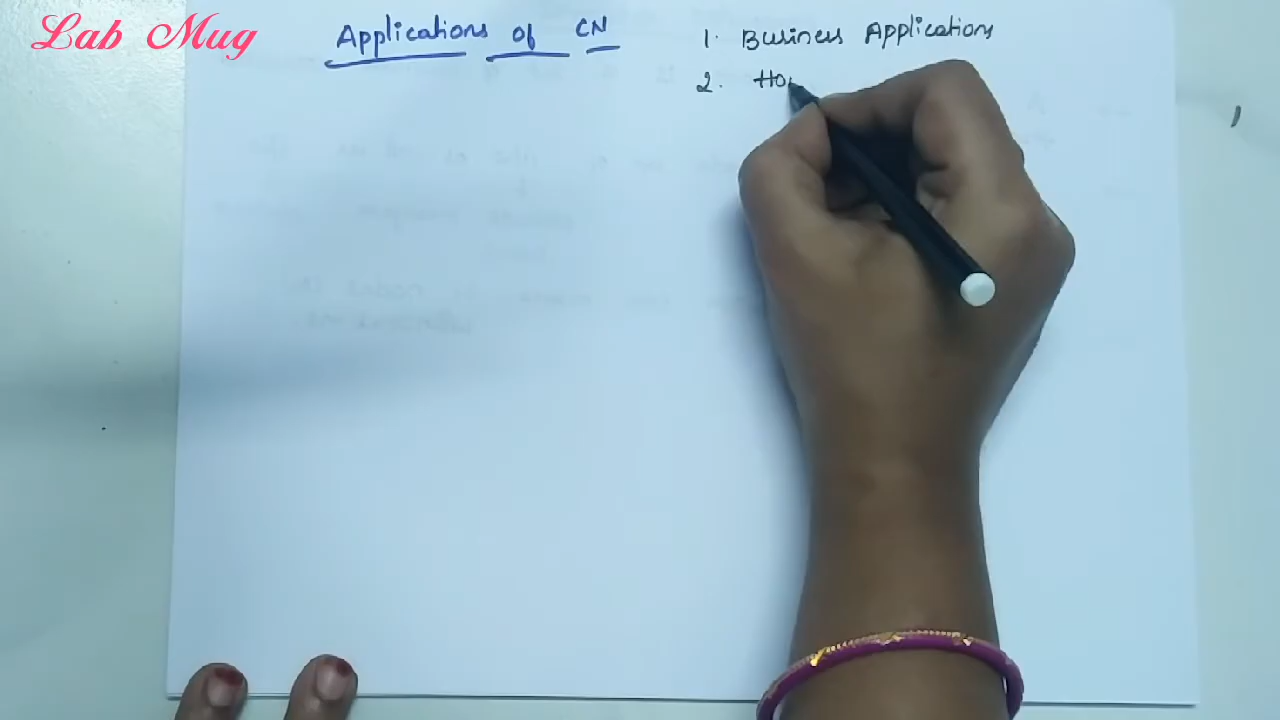 Lab Mug
Applications of CN
1. Business Applications
2. Ho